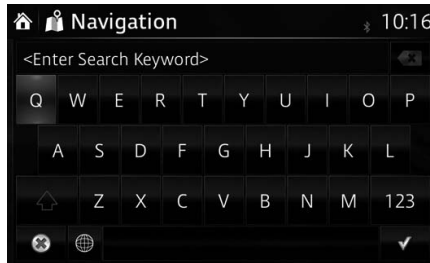 Navigation 10:16
<Enter Search Keyword>
Q W E R T Y U I O P
A S D F G H J K L
Z X C V B N M 123